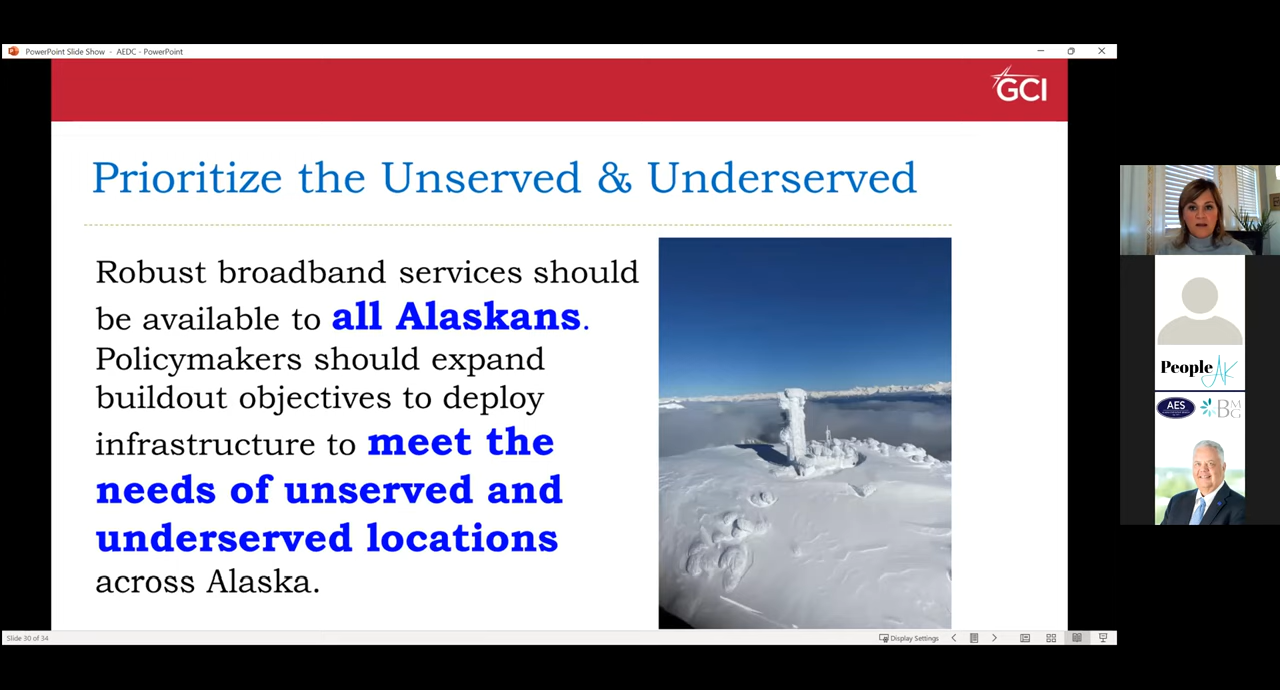 PowerPoint Slide Show - AEDC - PowerPoint
GCI
Prioritize the Unserved & Underserved
Robust broadband services should
be available to all Alaskans.
Policymakers should expand
buildout objectives to deploy
infrastructure to meet the
needs of unserved and
underserved locations
across Alaska.
People AK
AES
BMG
Slide 30 of 34
Display Settings